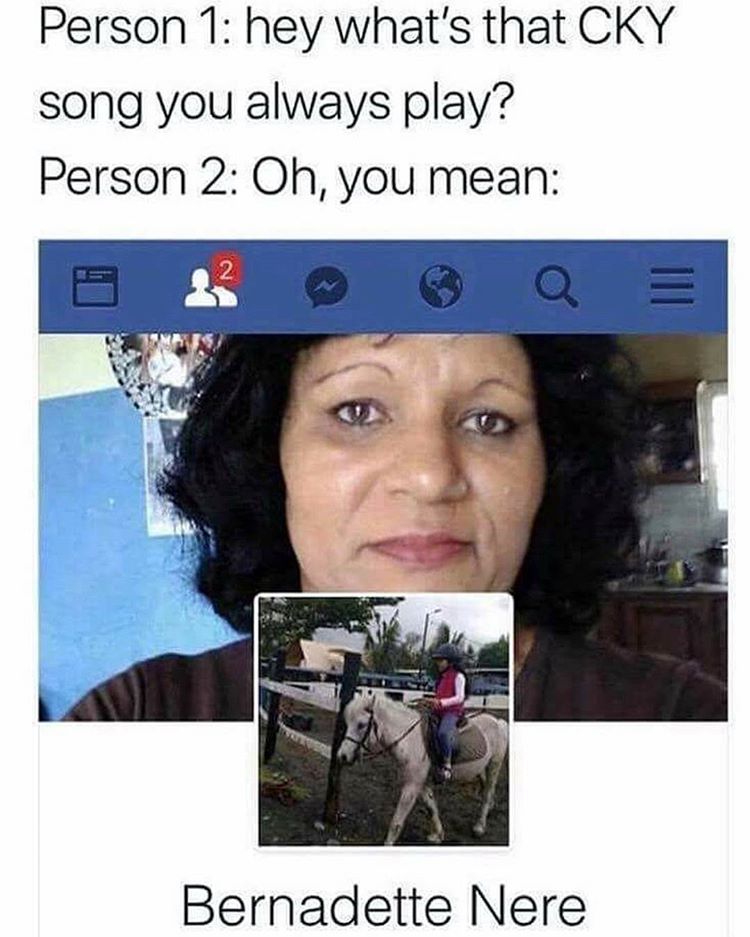 Person 1: hey what's that CKY
song you always play?
Person 2: Oh, you mean:
2
Bernadette Nere